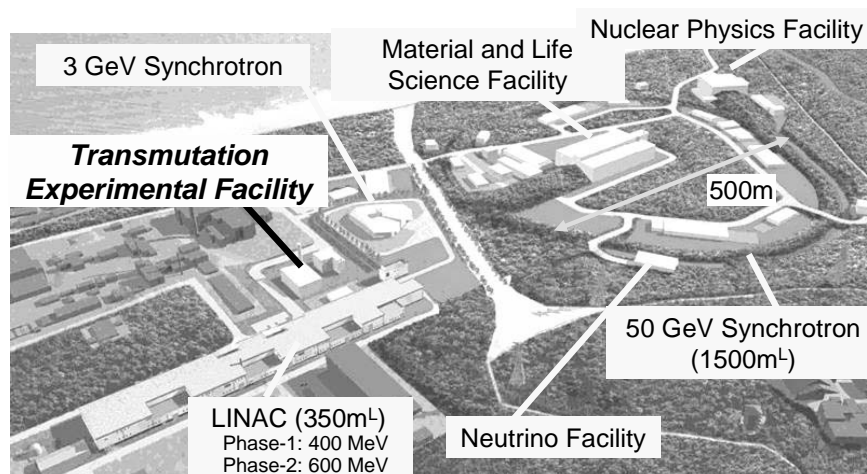 Nuclear Physics Facility
Material and Life
Science Facility
3 GeV Synchrotron
Transmutation
Experimental Facility
500m
50 GeV Synchrotron
(1500mᴸ)
LINAC (350mᴸ)
Phase-1: 400 MeV
Phase-2: 600 MeV
Neutrino Facility